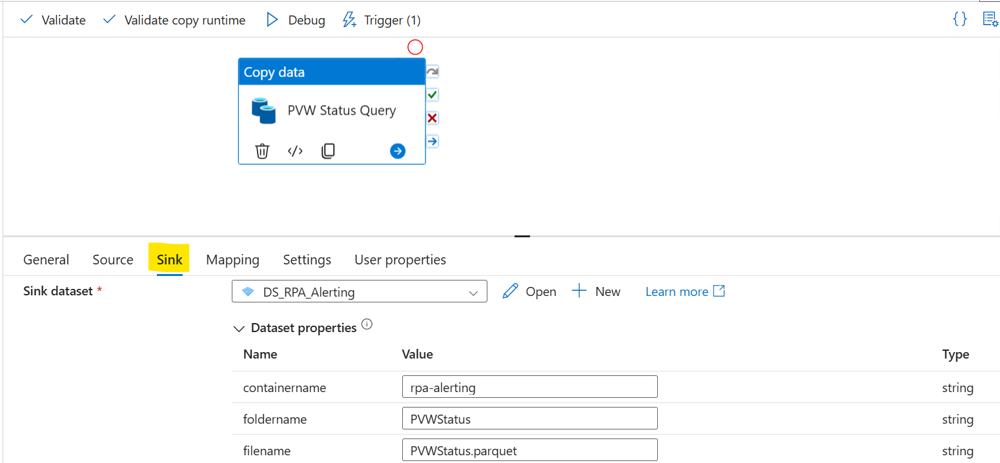 Validate Validate copy runtime Debug Trigger (1)
Copy data
PVW Status Query
General Source Sink Mapping Settings User properties
Sink dataset * DS_RPA_Alerting Open New Learn more
Dataset properties
Name Value Type
containername rpa-alerting string
foldername PVWStatus string
filename PVWStatus.parquet string